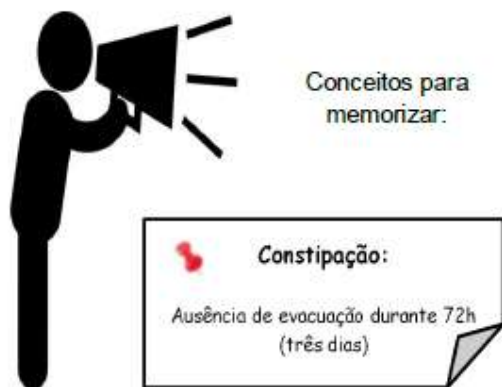 Conceitos para
memorizar:
Constipação:
Ausência de evacuação durante 72h
(três dias)